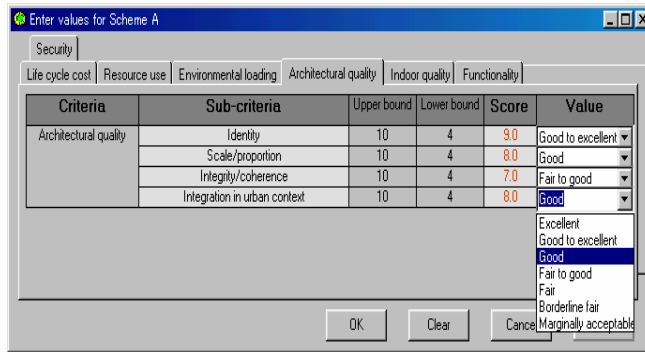 Enter values for Scheme A
Security
Life cycle cost Resource use Environmental loading Architectural quality Indoor quality Functionality
Criteria Sub-criteria Upper bound Lower bound Score Value
Architectural quality Identity 10 4 9.0 Good to excellent
Scale/proportion 10 4 8.0 Good
Integrity/coherence 10 4 7.0 Fair to good
Integration in urban context 10 4 8.0 Good
Excellent
Good to excellent
Good
Fair to good
Fair
Borderline fair
Marginally acceptable
OK Clear Cance